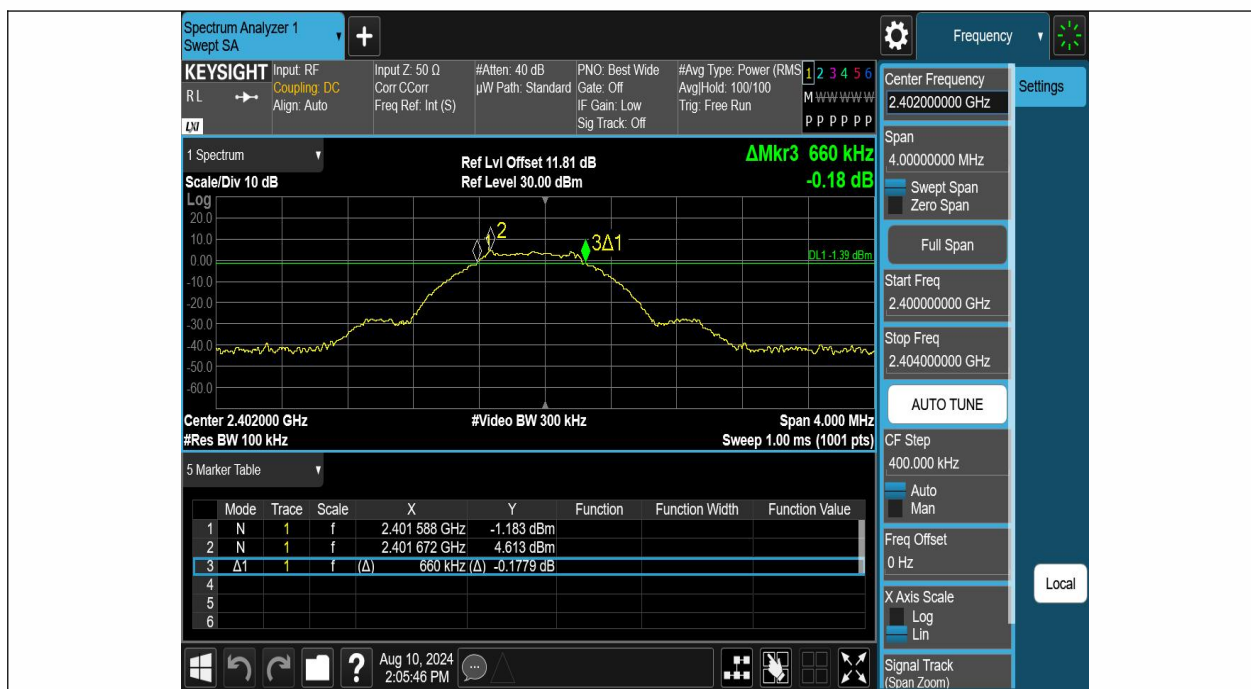 Spectrum Analyzer 1
Swept SA
+
Frequency
KEYSIGHT
RL
LXI
Input: RF
Coupling: DC
Align: Auto
Input Z: 50 Ω
Corr CCorr
Freq Ref: Int (S)
#Atten: 40 dB
µW Path: Standard
PNO: Best Wide
Gate: Off
IF Gain: Low
Sig Track: Off
#Avg Type: Power (RMS
Avg|Hold: 100/100
Trig: Free Run
1 2 3 4 5 6
M W W W W W
P P P P P P
1 Spectrum
Scale/Div 10 dB
Ref Lvl Offset 11.81 dB
Ref Level 30.00 dBm
ΔMkr3 660 kHz
-0.18 dB
Log
20.0
10.0
0.00
-10.0
-20.0
-30.0
-40.0
-50.0
-60.0
1
2
3Δ1
DL1 -1.39 dBm
Center 2.402000 GHz
#Video BW 300 kHz
Span 4.000 MHz
#Res BW 100 kHz
Sweep 1.00 ms (1001 pts)
5 Marker Table
Mode Trace Scale X Y Function Function Width Function Value
1 N 1 f 2.401 588 GHz -1.183 dBm
2 N 1 f 2.401 672 GHz 4.613 dBm
3 Δ1 1 f (Δ) 660 kHz (Δ) -0.1779 dB
4
5
6
?
Aug 10, 2024
2:05:46 PM
Center Frequency
2.402000000 GHz
Settings
Span
4.00000000 MHz
Swept Span
Zero Span
Full Span
Start Freq
2.400000000 GHz
Stop Freq
2.404000000 GHz
AUTO TUNE
CF Step
400.000 kHz
Auto
Man
Freq Offset
0 Hz
Local
X Axis Scale
Log
Lin
Signal Track
(Span Zoom)